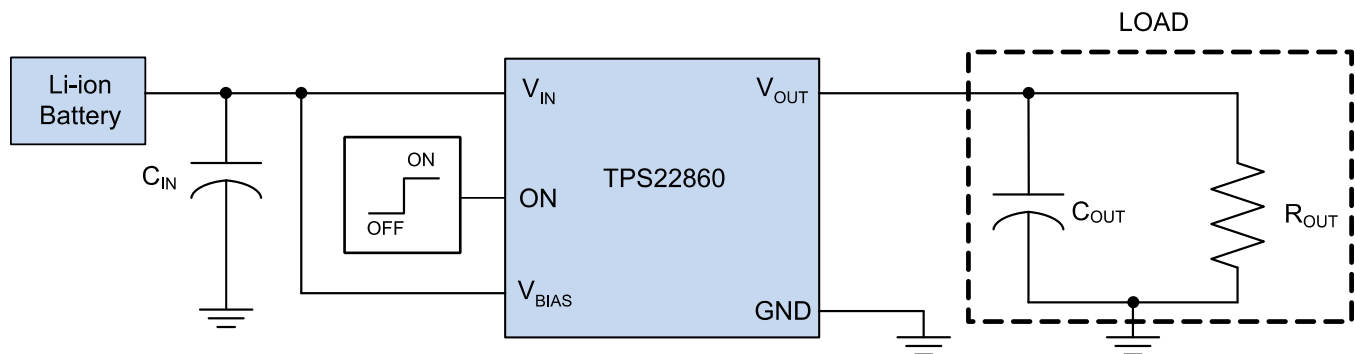 LOAD
Li-ion
Battery
V_IN
V_OUT
ON
C_IN
TPS22860
ON
OFF
C_OUT
R_OUT
V_BIAS
GND